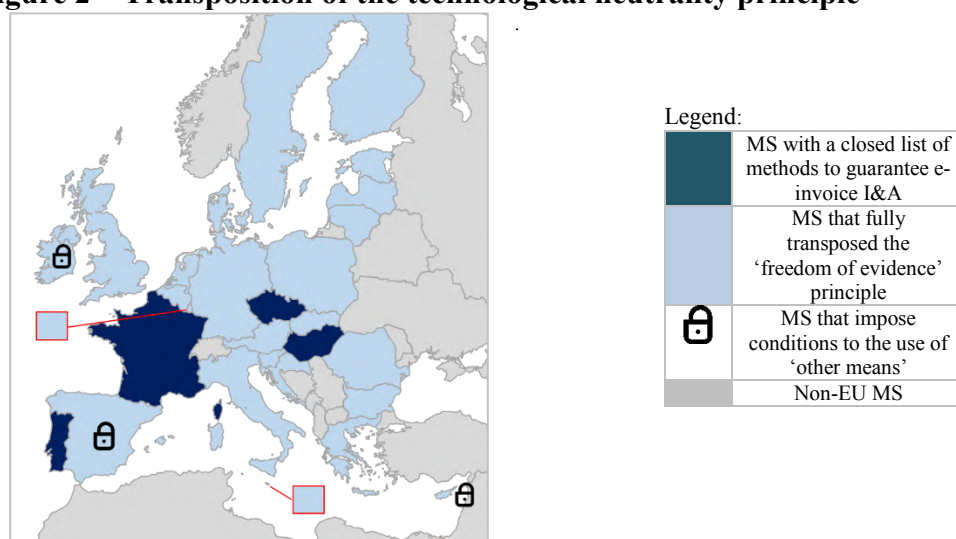 Transposition of the technological neutrality principle
Legend:
MS with a closed list of
methods to guarantee e-
invoice I&A
MS that fully
transposed the
‘freedom of evidence’
principle
MS that impose
conditions to the use of
‘other means’
Non-EU MS